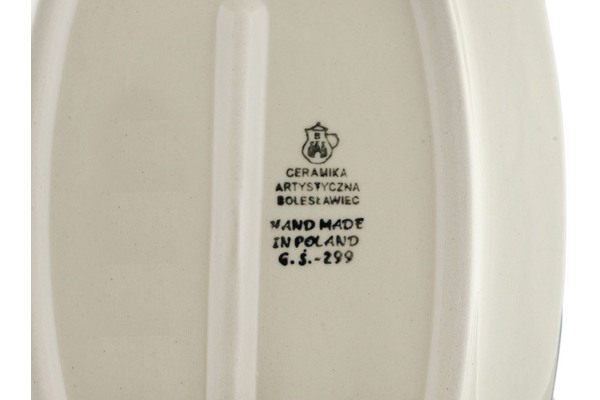 B
CERAMIKA
ARTYSTYCZNA
BOLESŁAWIEC
HAND MADE
IN POLAND
G.Ś.-299